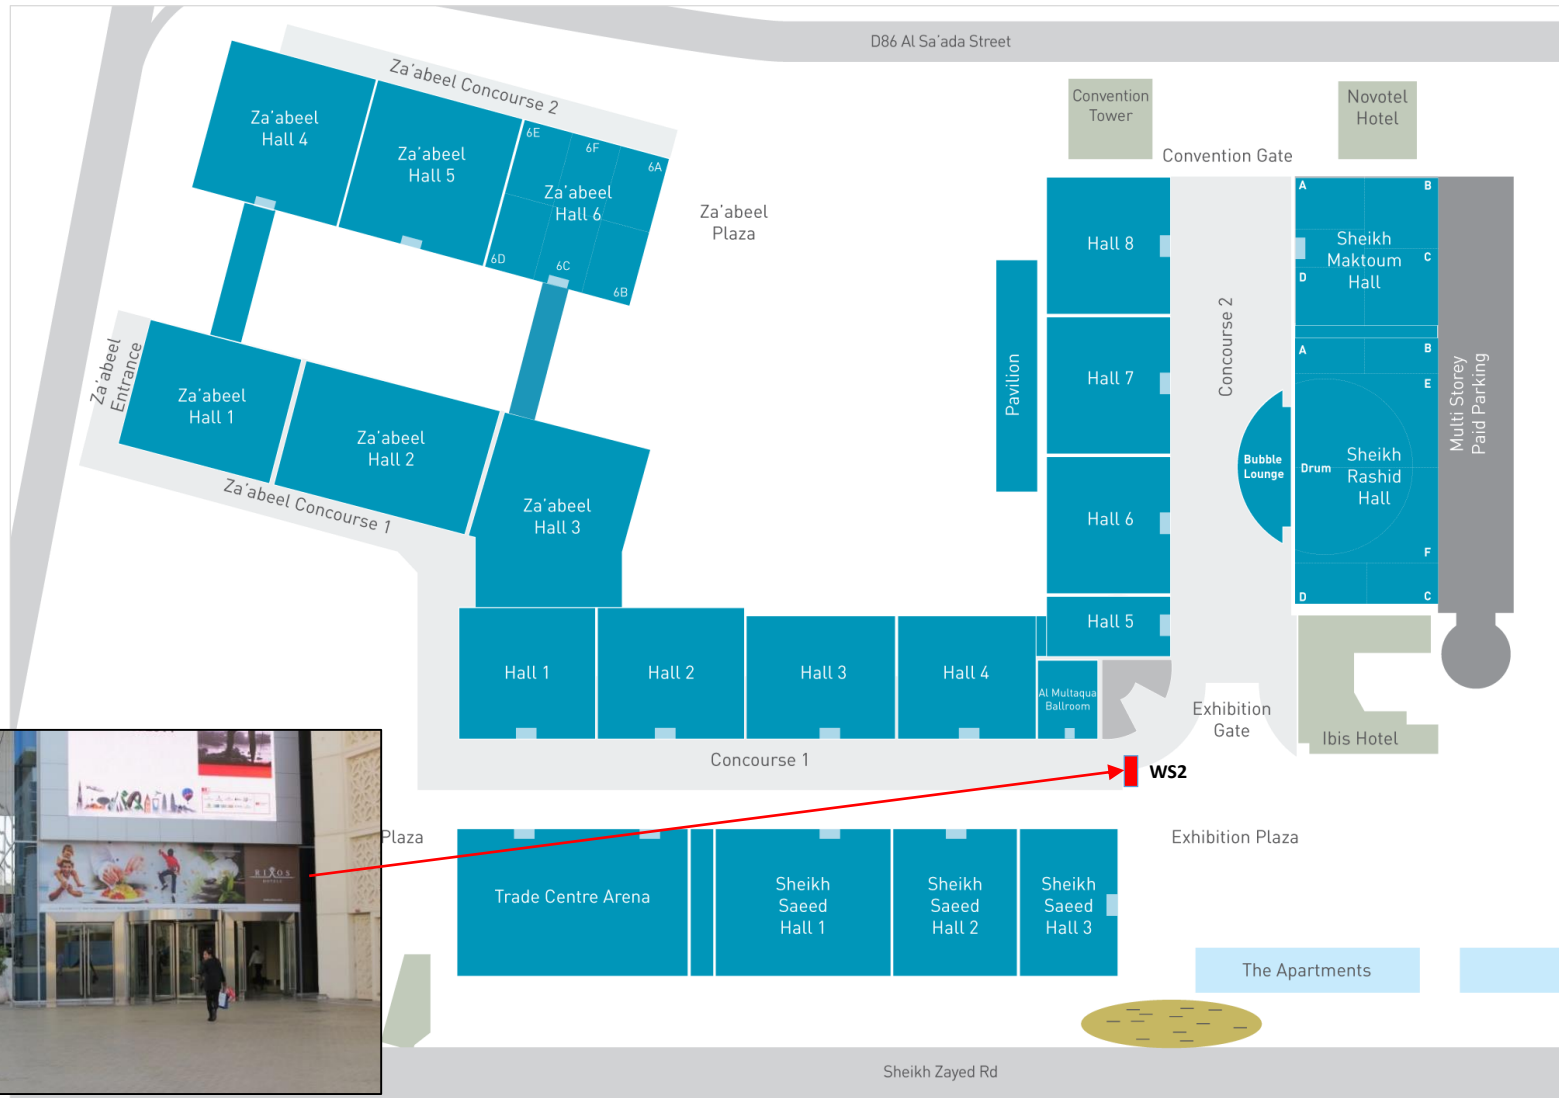 D86 Al Sa'ada Street
Za'abeel Concourse 2
Za'abeel
Hall 4
Za'abeel
Hall 5
6E
6F
6A
Za'abeel
Hall 6
6D
6C
6B
Za'abeel
Plaza
Convention
Tower
Novotel
Hotel
Convention Gate
Hall 8
Hall 7
Hall 6
Hall 5
Pavilion
Concourse 2
A
B
Sheikh
Maktoum
Hall
C
D
A
B
E
Bubble
Lounge
Drum
Sheikh
Rashid
Hall
F
D
C
Multi Storey
Paid Parking
Za'abeel
Entrance
Za'abeel
Hall 1
Za'abeel
Hall 2
Za'abeel
Hall 3
Za'abeel Concourse 1
Hall 1
Hall 2
Hall 3
Hall 4
Al Multaqua
Ballroom
Exhibition
Gate
Ibis Hotel
Concourse 1
WS2
Plaza
Exhibition Plaza
RIXOS
HOTELS
Trade Centre Arena
Sheikh
Saeed
Hall 1
Sheikh
Saeed
Hall 2
Sheikh
Saeed
Hall 3
The Apartments
Sheikh Zayed Rd